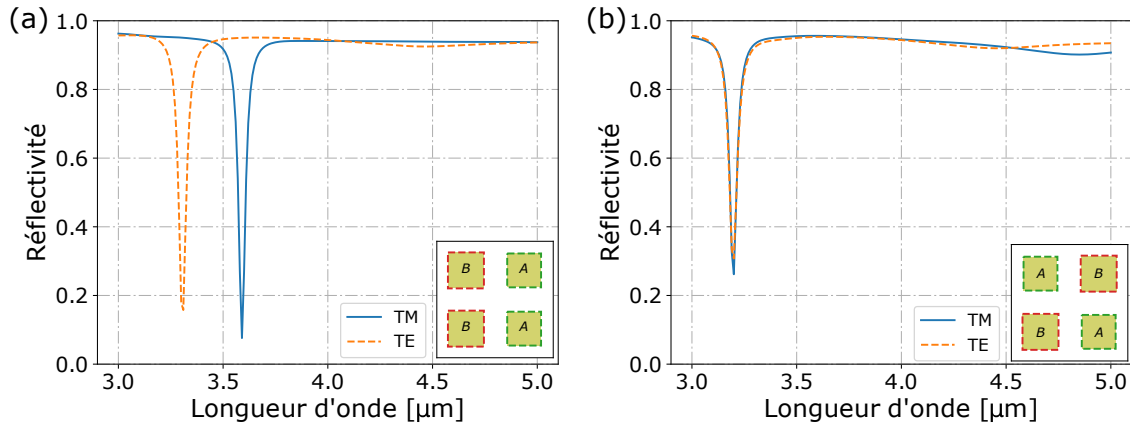 (a)
Réflectivité
1.0
0.8
0.6
0.4
0.2
0.0
3.0 3.5 4.0 4.5 5.0
Longueur d'onde [µm]
TM
TE
B A
B A
(b)
Réflectivité
1.0
0.8
0.6
0.4
0.2
0.0
3.0 3.5 4.0 4.5 5.0
Longueur d'onde [µm]
TM
TE
A B
B A